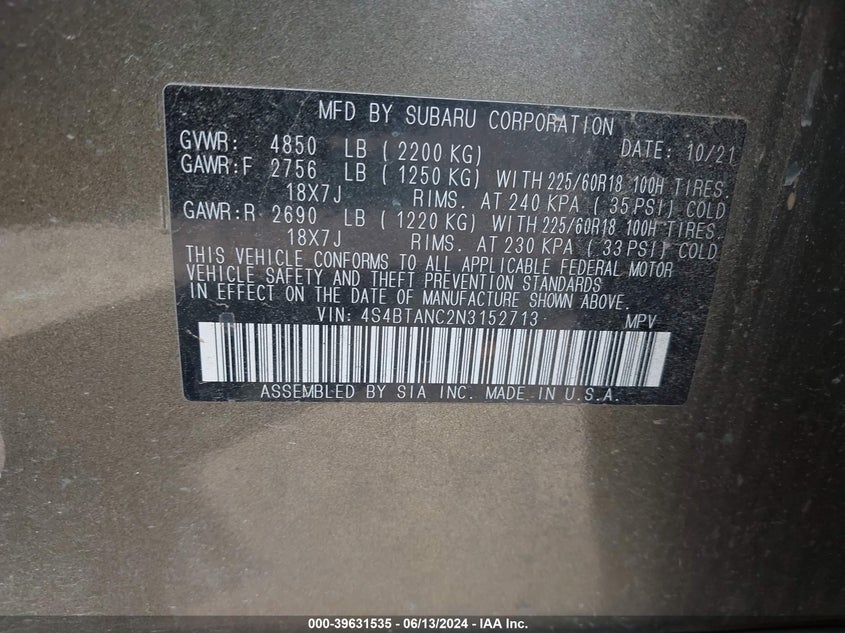 MFD BY SUBARU CORPORATION
GVWR: 4850 LB ( 2200 KG) DATE: 10/21
GAWR:F 2756 LB ( 1250 KG) WITH 225/60R18 100H TIRES.
18X7J RIMS. AT 240 KPA ( 35 PSI) COLD
GAWR:R 2690 LB ( 1220 KG) WITH 225/60R18 100H TIRES.
18X7J RIMS. AT 230 KPA ( 33 PSI) COLD
THIS VEHICLE CONFORMS TO ALL APPLICABLE FEDERAL MOTOR
VEHICLE SAFETY AND THEFT PREVENTION STANDARDS
IN EFFECT ON THE DATE OF MANUFACTURE SHOWN ABOVE.
VIN: 4S4BTANC2N3152713 MPV
ASSEMBLED BY SIA INC. MADE IN U.S.A.
000-39631535 - 06/13/2024 - IAA Inc.